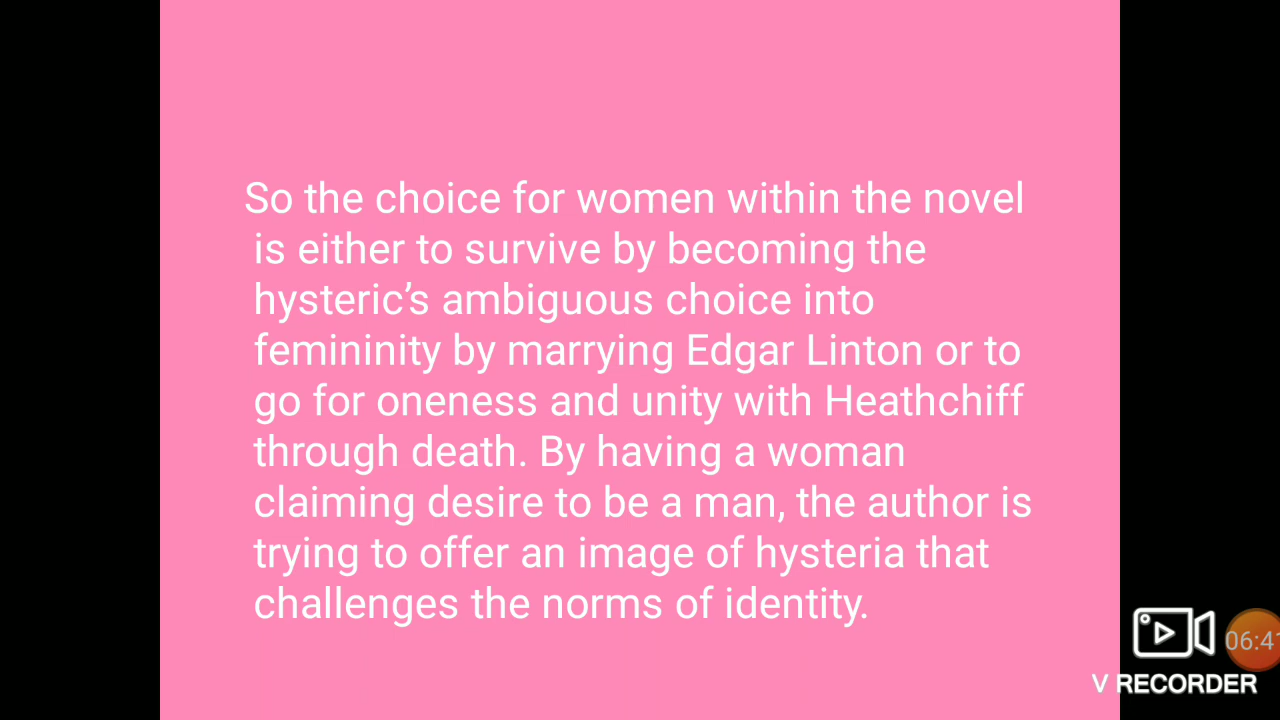 So the choice for women within the novel
is either to survive by becoming the
hysteric’s ambiguous choice into
femininity by marrying Edgar Linton or to
go for oneness and unity with Heathchiff
through death. By having a woman
claiming desire to be a man, the author is
trying to offer an image of hysteria that
challenges the norms of identity.
06:41
V RECORDER